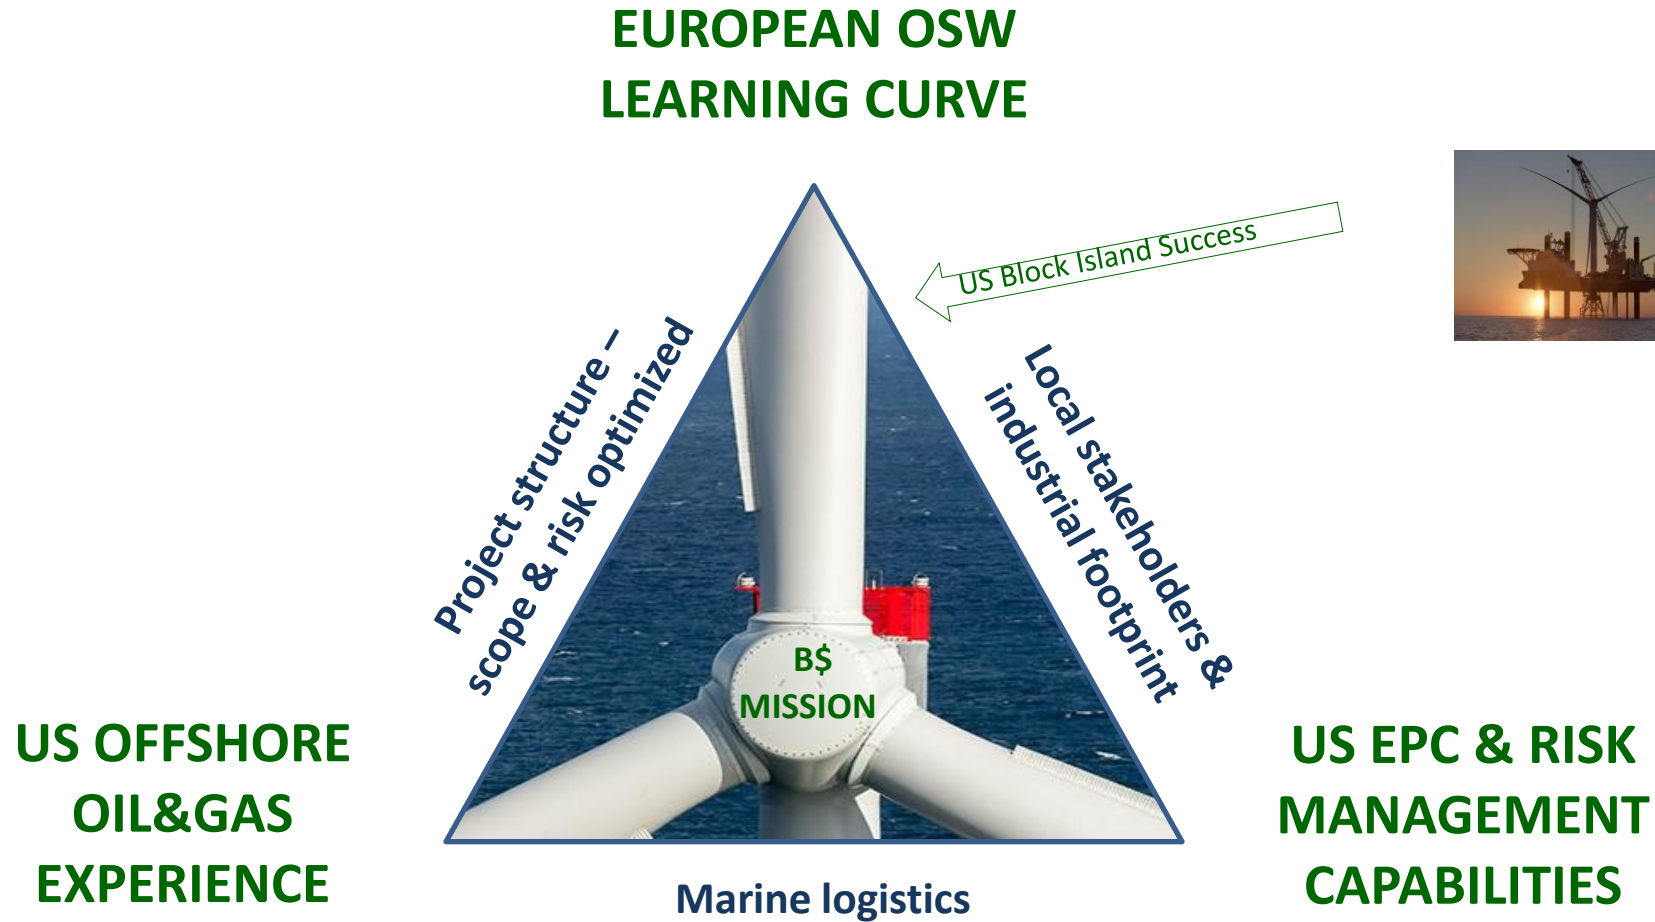 EUROPEAN OSW
LEARNING CURVE
US Block Island Success
Project structure –
scope & risk optimized
Local stakeholders &
industrial footprint
B$
MISSION
US OFFSHORE
OIL&GAS
EXPERIENCE
US EPC & RISK
MANAGEMENT
CAPABILITIES
Marine logistics